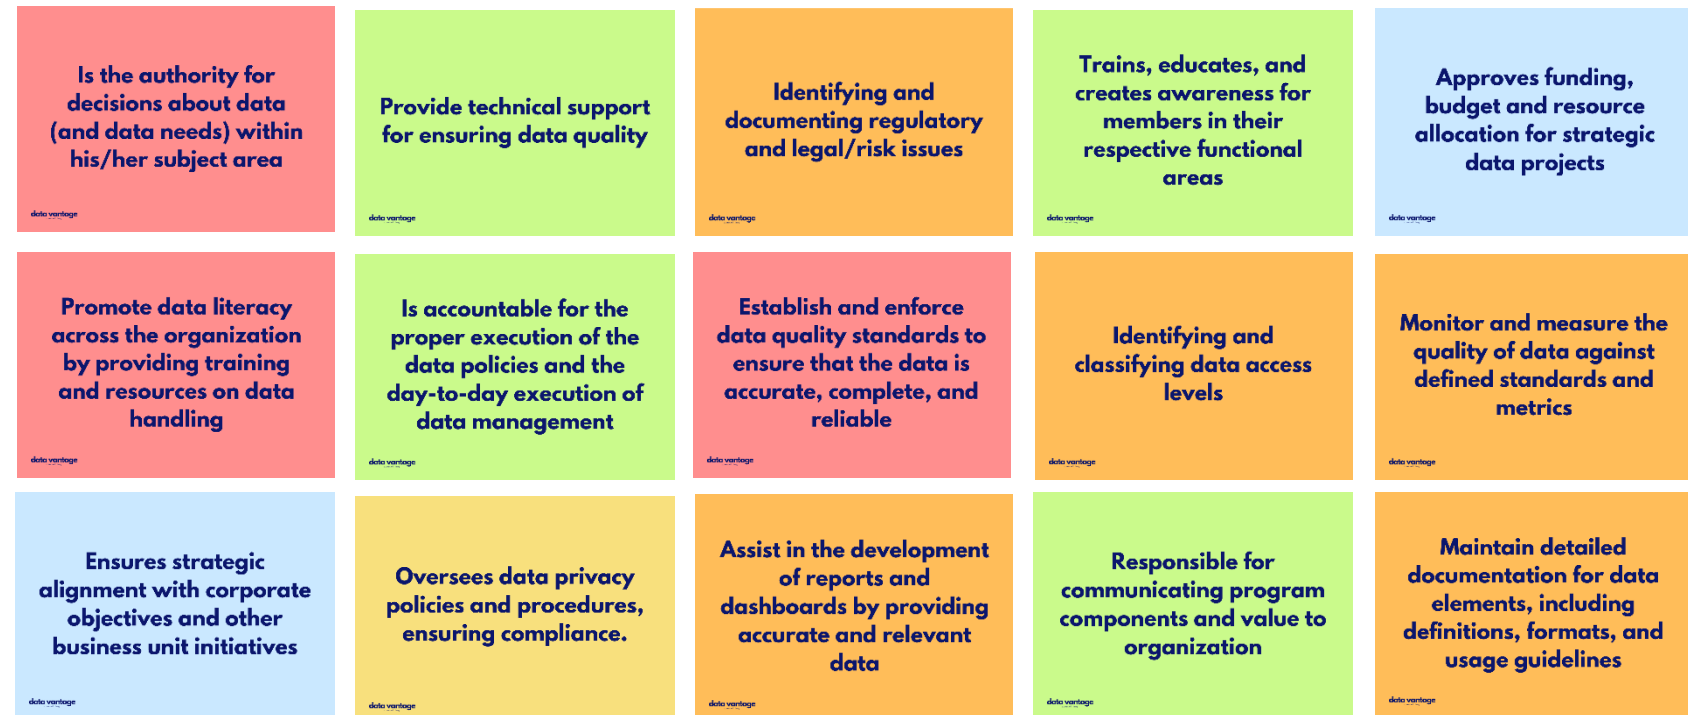 Is the authority for
decisions about data
(and data needs) within
his/her subject area
data vantage
Provide technical support
for ensuring data quality
data vantage
Identifying and
documenting regulatory
and legal/risk issues
data vantage
Trains, educates, and
creates awareness for
members in their
respective functional
areas
data vantage
Approves funding,
budget and resource
allocation for strategic
data projects
data vantage
Promote data literacy
across the organization
by providing training
and resources on data
handling
data vantage
Is accountable for the
proper execution of the
data policies and the
day-to-day execution of
data management
data vantage
Establish and enforce
data quality standards to
ensure that the data is
accurate, complete, and
reliable
data vantage
Identifying and
classifying data access
levels
data vantage
Monitor and measure the
quality of data against
defined standards and
metrics
data vantage
Ensures strategic
alignment with corporate
objectives and other
business unit initiatives
data vantage
Oversees data privacy
policies and procedures,
ensuring compliance.
data vantage
Assist in the development
of reports and
dashboards by providing
accurate and relevant
data
data vantage
Responsible for
communicating program
components and value to
organization
data vantage
Maintain detailed
documentation for data
elements, including
definitions, formats, and
usage guidelines
data vantage